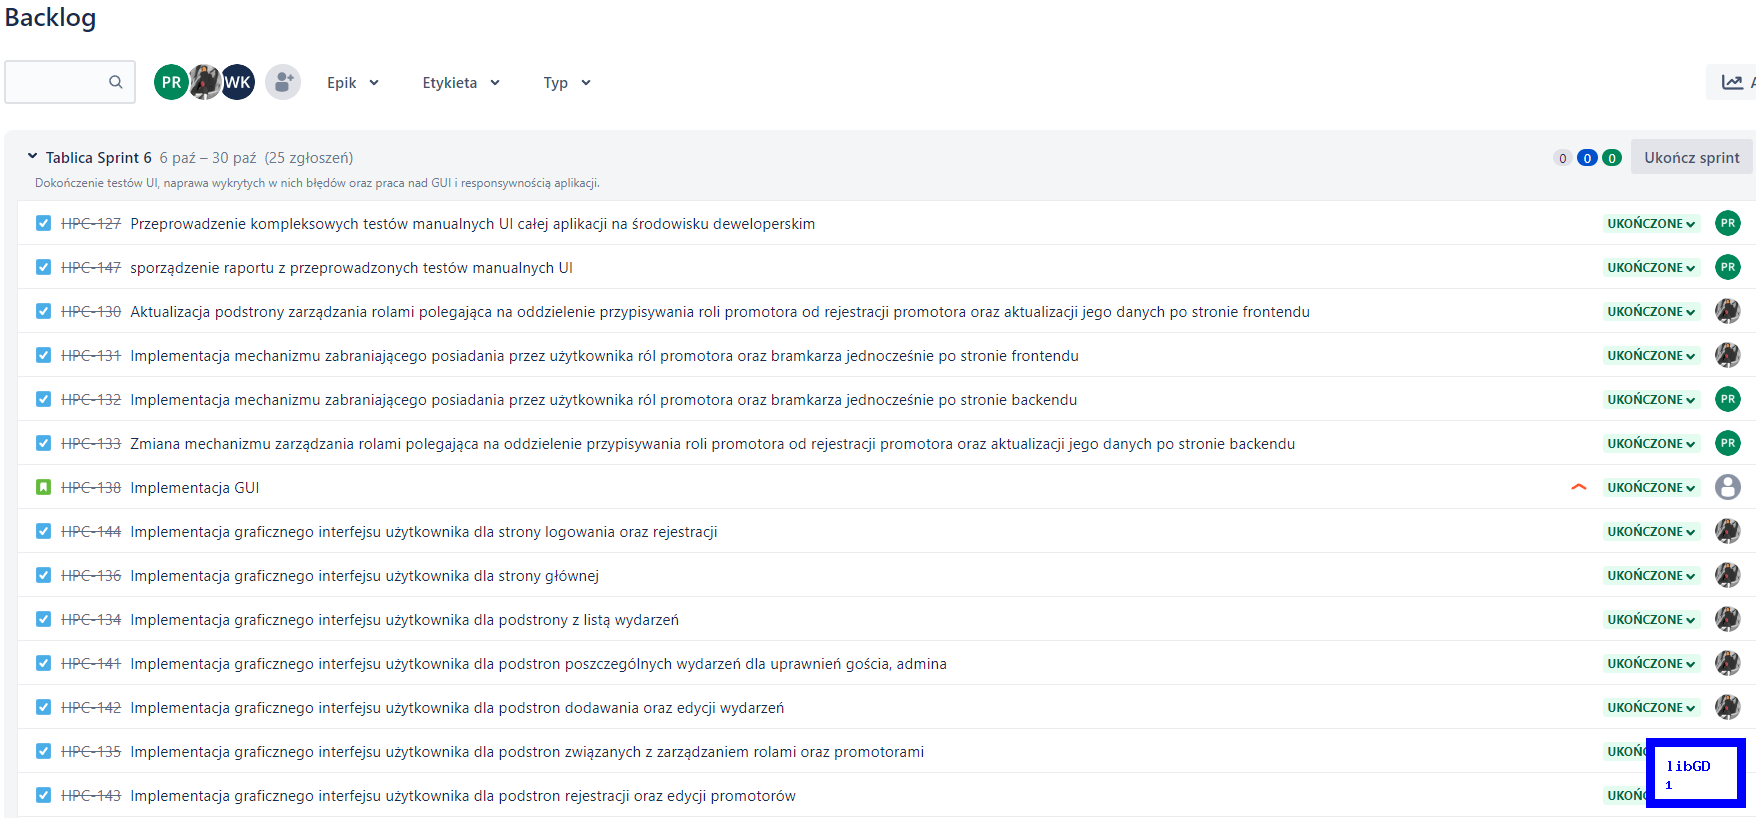 Backlog
PR WK Epik Etykieta Typ
Tablica Sprint 6 6 paź – 30 paź (25 zgłoszeń) 0 0 0 Ukończ sprint
Dokończenie testów UI, naprawa wykrytych w nich błędów oraz praca nad GUI i responsywnością aplikacji.
HPC-127 Przeprowadzenie kompleksowych testów manualnych UI całej aplikacji na środowisku deweloperskim UKOŃCZONE PR
HPC-147 sporządzenie raportu z przeprowadzonych testów manualnych UI UKOŃCZONE PR
HPC-130 Aktualizacja podstrony zarządzania rolami polegająca na oddzielenie przypisywania roli promotora od rejestracji promotora oraz aktualizacji jego danych po stronie frontendu UKOŃCZONE
HPC-131 Implementacja mechanizmu zabraniającego posiadania przez użytkownika ról promotora oraz bramkarza jednocześnie po stronie frontendu UKOŃCZONE
HPC-132 Implementacja mechanizmu zabraniającego posiadania przez użytkownika ról promotora oraz bramkarza jednocześnie po stronie backendu UKOŃCZONE PR
HPC-133 Zmiana mechanizmu zarządzania rolami polegająca na oddzielenie przypisywania roli promotora od rejestracji promotora oraz aktualizacji jego danych po stronie backendu UKOŃCZONE PR
HPC-138 Implementacja GUI UKOŃCZONE
HPC-144 Implementacja graficznego interfejsu użytkownika dla strony logowania oraz rejestracji UKOŃCZONE
HPC-136 Implementacja graficznego interfejsu użytkownika dla strony głównej UKOŃCZONE
HPC-134 Implementacja graficznego interfejsu użytkownika dla podstrony z listą wydarzeń UKOŃCZONE
HPC-141 Implementacja graficznego interfejsu użytkownika dla podstron poszczególnych wydarzeń dla uprawnień gościa, admina UKOŃCZONE
HPC-142 Implementacja graficznego interfejsu użytkownika dla podstron dodawania oraz edycji wydarzeń UKOŃCZONE
HPC-135 Implementacja graficznego interfejsu użytkownika dla podstron związanych z zarządzaniem rolami oraz promotorami
HPC-143 Implementacja graficznego interfejsu użytkownika dla podstron rejestracji oraz edycji promotorów
libGD
1